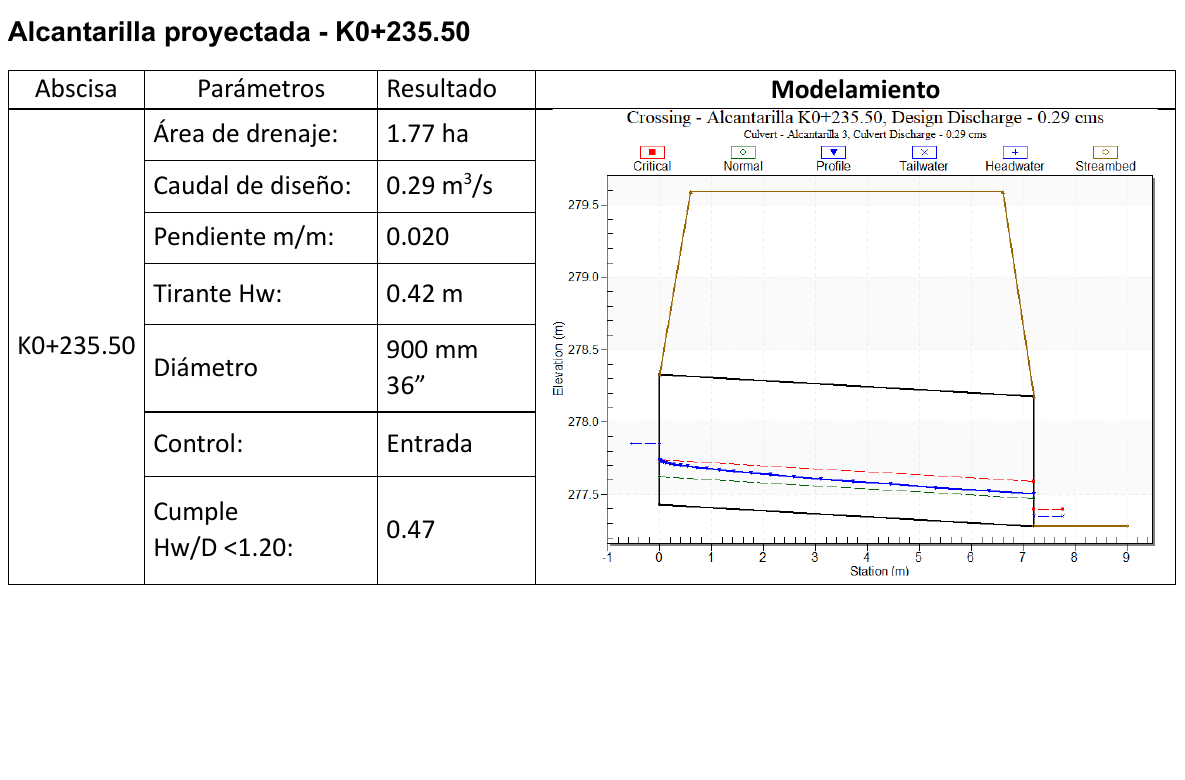 Alcantarilla proyectada - K0+235.50
Abscisa Parámetros Resultado Modelamiento
K0+235.50
Área de drenaje: 1.77 ha
Caudal de diseño: 0.29 m³/s
Pendiente m/m: 0.020
Tirante Hw: 0.42 m
Diámetro 900 mm
36”
Control: Entrada
Cumple
Hw/D <1.20: 0.47
Crossing - Alcantarilla K0+235.50, Design Discharge - 0.29 cms
Culvert - Alcantarilla 3, Culvert Discharge - 0.29 cms
Critical Normal Profile Tailwater Headwater Streambed
Elevation (m)
279.5
279.0
278.5
278.0
277.5
-1 0 1 2 3 4 5 6 7 8 9
Station (m)